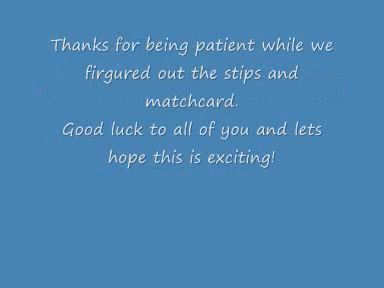 Thanks for being patient while we
firgured out the stips and
matchcard.
Good luck to all of you and lets
hope this is exciting!